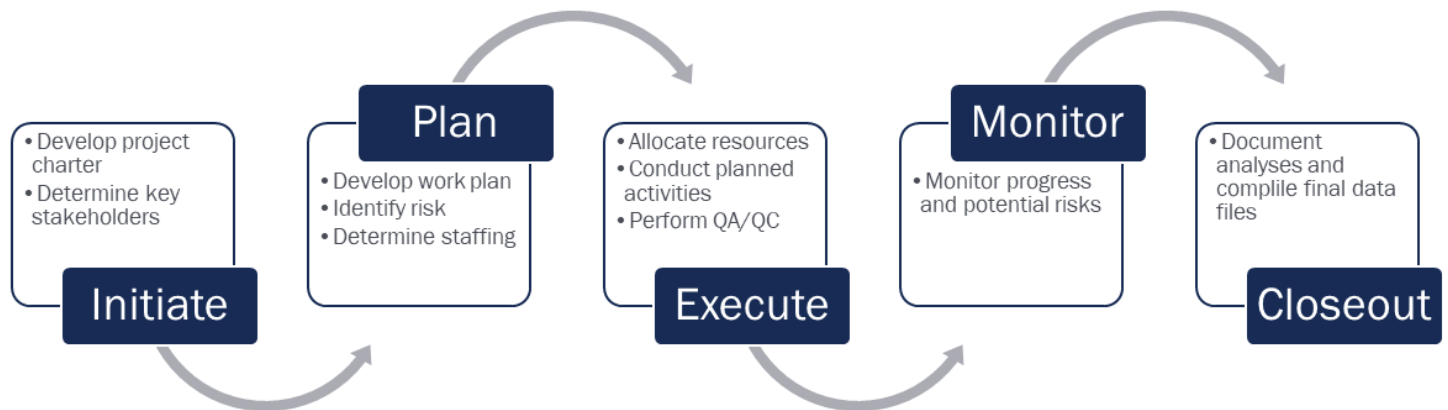 • Develop project
charter
• Determine key
stakeholders
Initiate
Plan
• Develop work plan
• Identify risk
• Determine staffing
• Allocate resources
• Conduct planned
activities
• Perform QA/QC
Execute
Monitor
• Monitor progress
and potential risks
• Document
analyses and
complile final data
files
Closeout